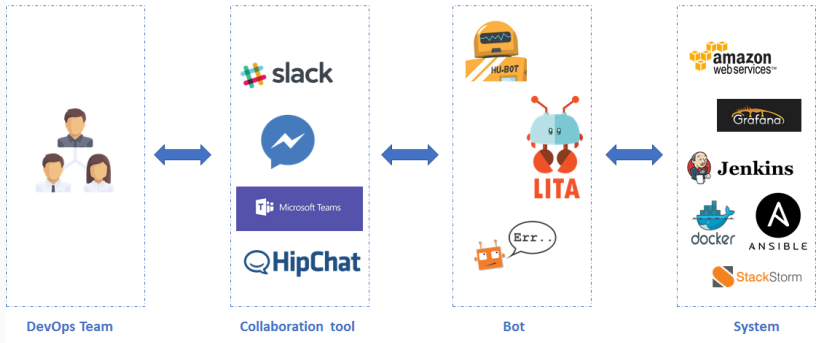 slack
Microsoft Teams
HipChat
DevOps Team
Collaboration tool
HU-BOT
LITA
Err..
Bot
amazon
webservices™
Grafana
Jenkins
docker
ANSIBLE
StackStorm
System